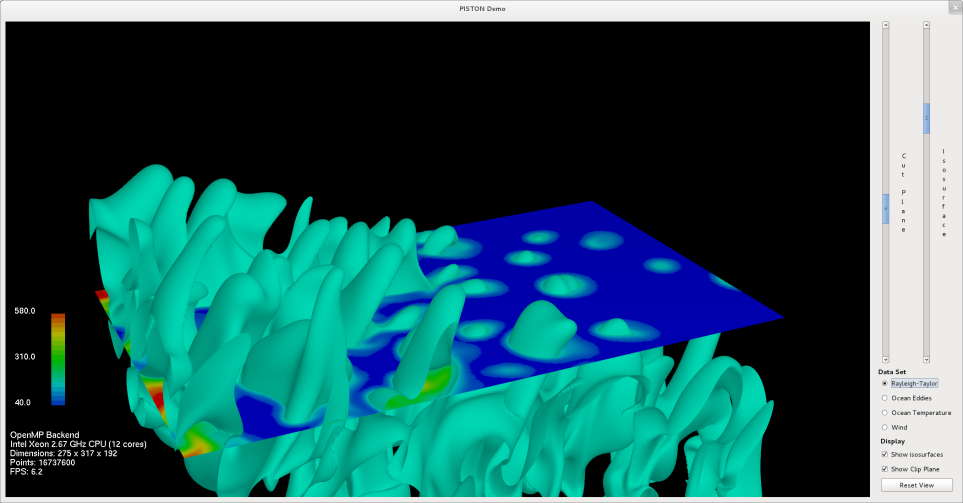 PISTON Demo
580.0
310.0
40.0
OpenMP Backend
Intel Xeon 2.67 GHz CPU (12 cores)
Dimensions: 275 x 317 x 192
Points: 16737600
FPS: 6.2
Cut Plane
Isosurface
Data Set
Rayleigh-Taylor
Ocean Eddies
Ocean Temperature
Wind
Display
Show isosurfaces
Show Clip Plane
Reset View